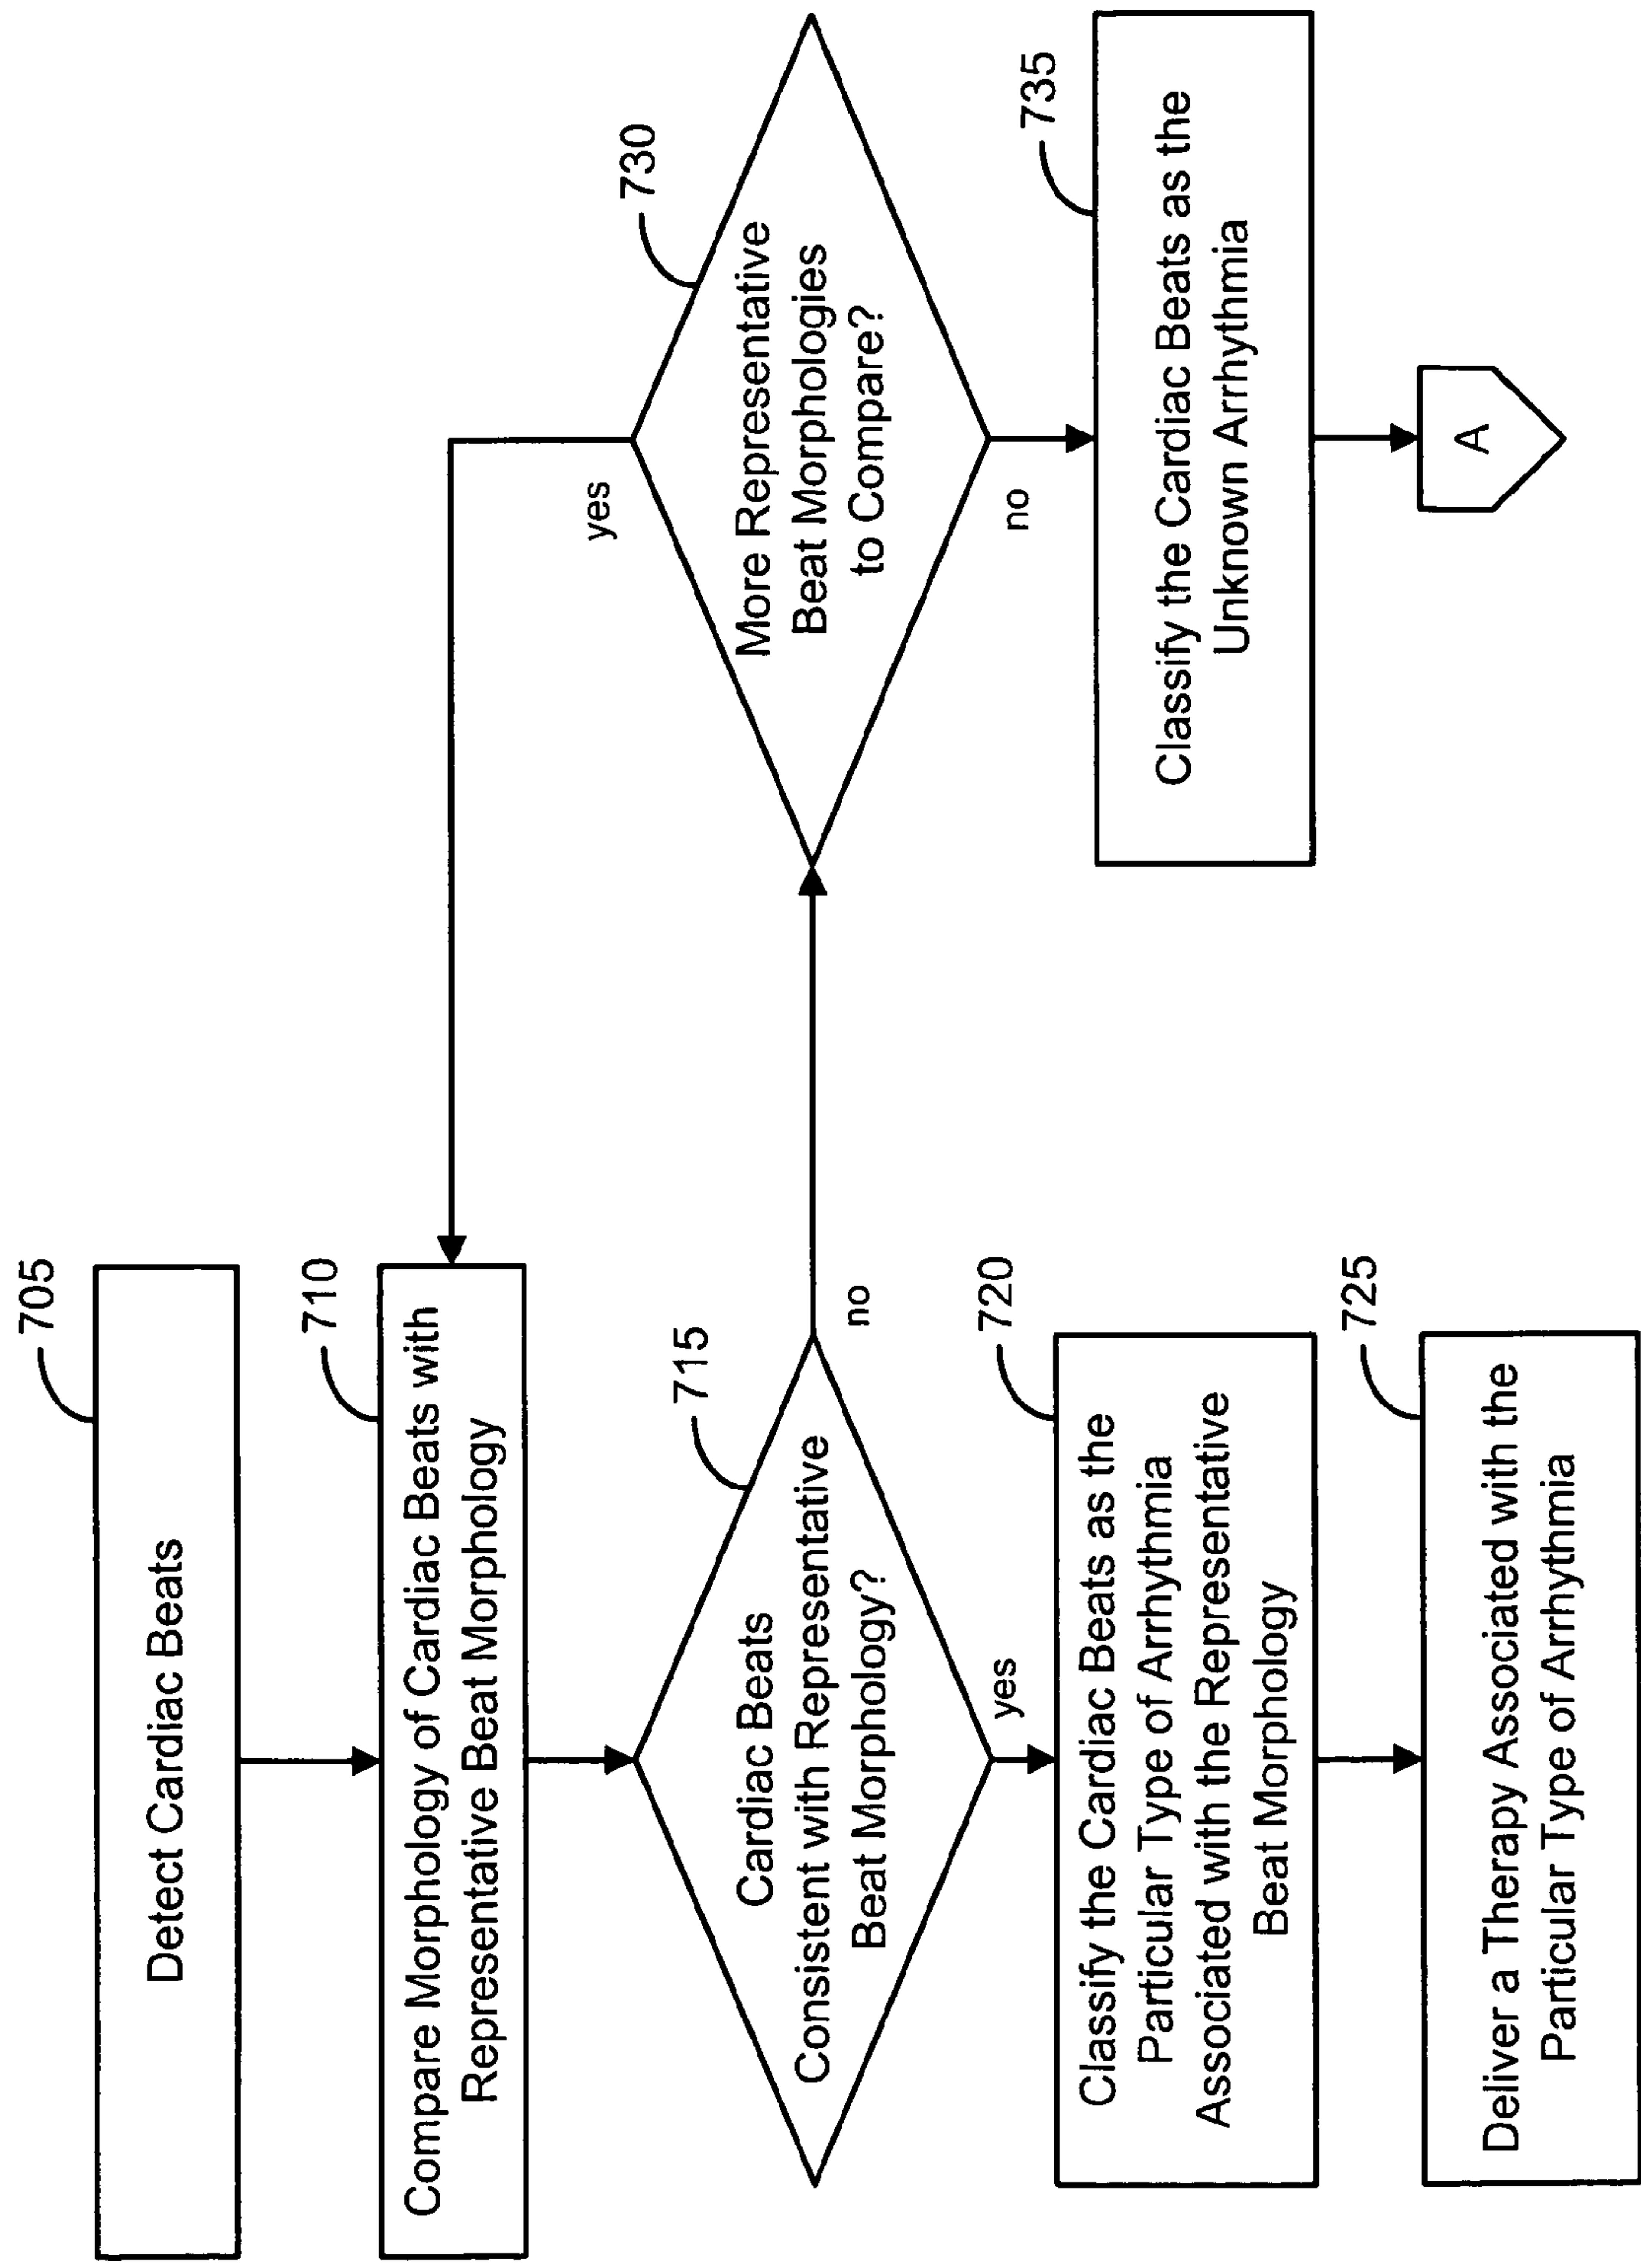 705
Detect Cardiac Beats
710
Compare Morphology of Cardiac Beats with
Representative Beat Morphology
715
Cardiac Beats
Consistent with Representative
Beat Morphology?
yes
no
720
Classify the Cardiac Beats as the
Particular Type of Arrhythmia
Associated with the Representative
Beat Morphology
725
Deliver a Therapy Associated with the
Particular Type of Arrhythmia
730
More Representative
Beat Morphologies
to Compare?
yes
no
735
Classify the Cardiac Beats as the
Unknown Arrhythmia
A